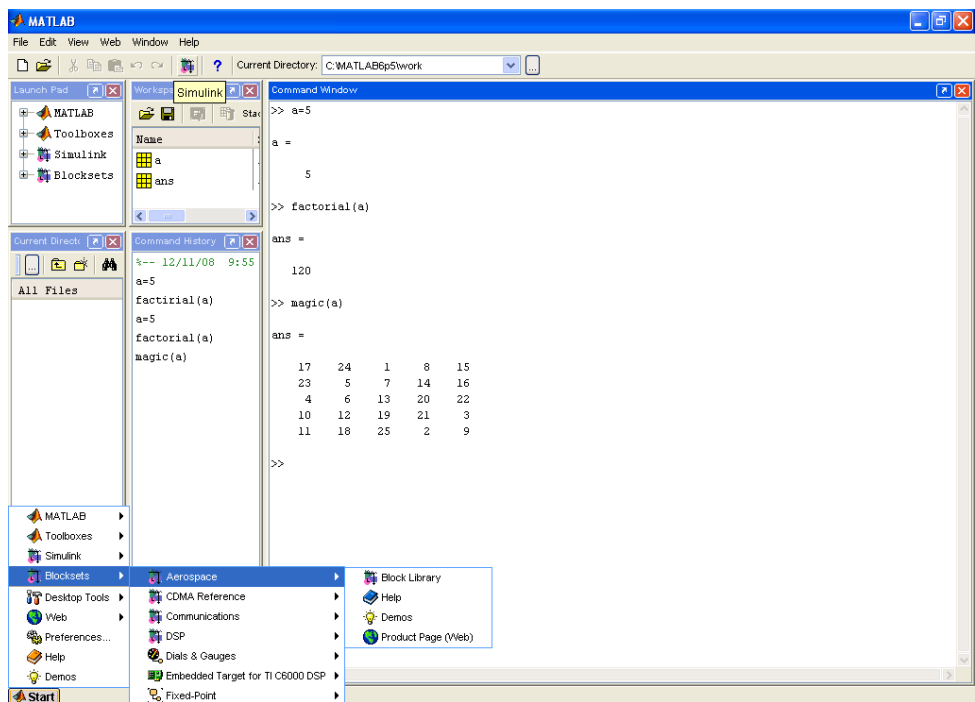 MATLAB
File Edit View Web Window Help
? Current Directory: C:\MATLAB6p5\work ...
Simulink
Launch Pad
MATLAB
Toolboxes
Simulink
Blocksets
Workspa
Stac
Name
a
ans
Current Directo
...
All Files
Command History
%-- 12/11/08 9:55
a=5
factirial(a)
a=5
factorial(a)
magic(a)
Command Window
>> a=5
a =
5
>> factorial(a)
ans =
120
>> magic(a)
ans =
17 24 1 8 15
23 5 7 14 16
4 6 13 20 22
10 12 19 21 3
11 18 25 2 9
>>
MATLAB
Toolboxes
Simulink
Blocksets
Desktop Tools
Web
Preferences...
Help
Demos
Start
Aerospace
CDMA Reference
Communications
DSP
Dials & Gauges
Embedded Target for TI C6000 DSP
Fixed-Point
Block Library
Help
Demos
Product Page (Web)